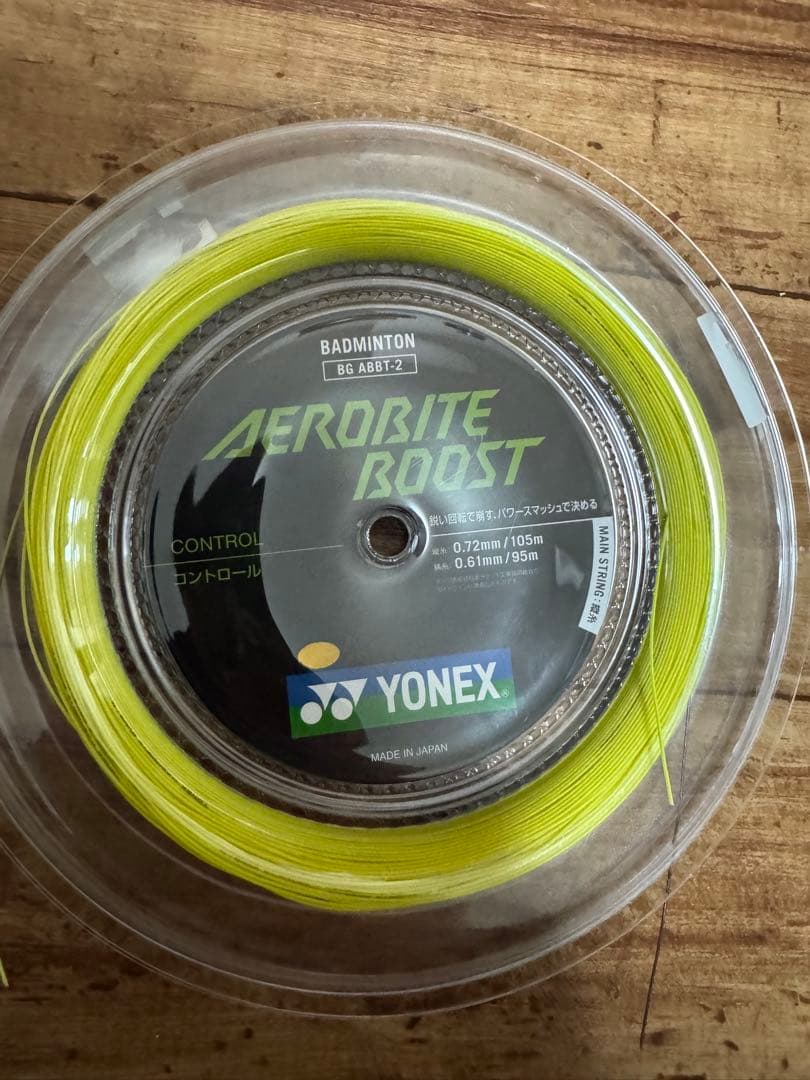 BADMINTON
BG ABBT-2
AEROBITE
BOOST
鋭い回転で崩す、パワースマッシュで決める
CONTROL
コントロール
縦糸 0.72mm/105m
横糸 0.61mm/95m
MAIN STRING:縦糸
YONEX®
MADE IN JAPAN